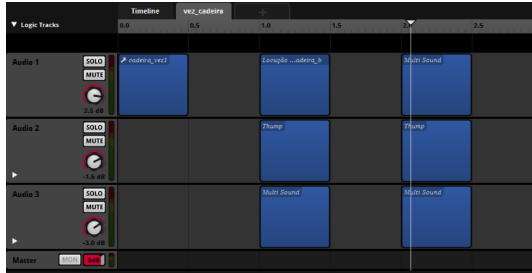 Timeline vez_cadeira +
▼ Logic Tracks 0.0 0.5 1.0 1.5 2.0 2.5
Audio 1 SOLO cadeira_vez1 Locução ...adeira_b Multi Sound
MUTE
2.5 dB
Audio 2 SOLO Thump Thump
MUTE
-1.6 dB
Audio 3 SOLO Multi Sound Multi Sound
MUTE
-3.0 dB
Master MON 0dB